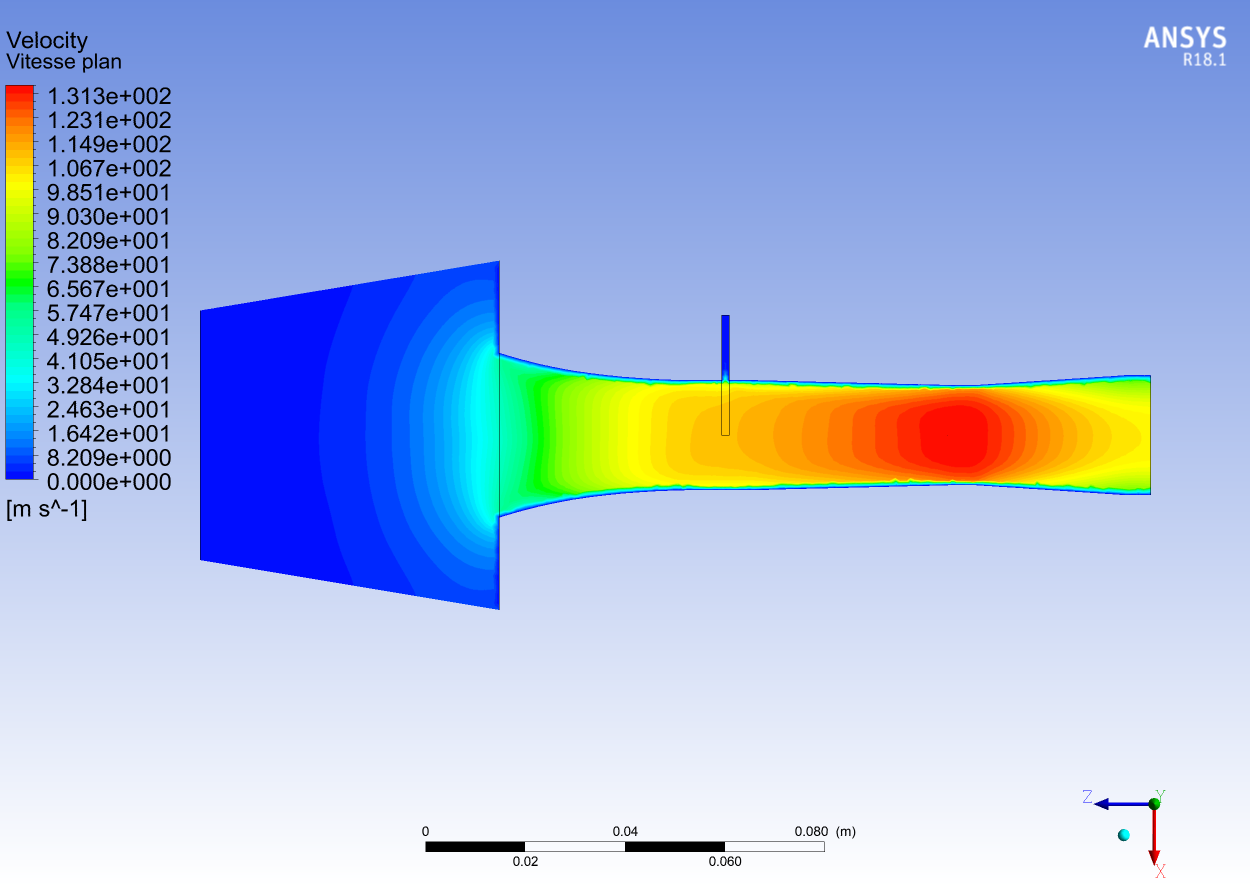 Velocity
Vitesse plan
ANSYS
R18.1
1.313e+002
1.231e+002
1.149e+002
1.067e+002
9.851e+001
9.030e+001
8.209e+001
7.388e+001
6.567e+001
5.747e+001
4.926e+001
4.105e+001
3.284e+001
2.463e+001
1.642e+001
8.209e+000
0.000e+000
[m s^-1]
Z Y
X
0 0.04 0.080 (m)
0.02 0.060